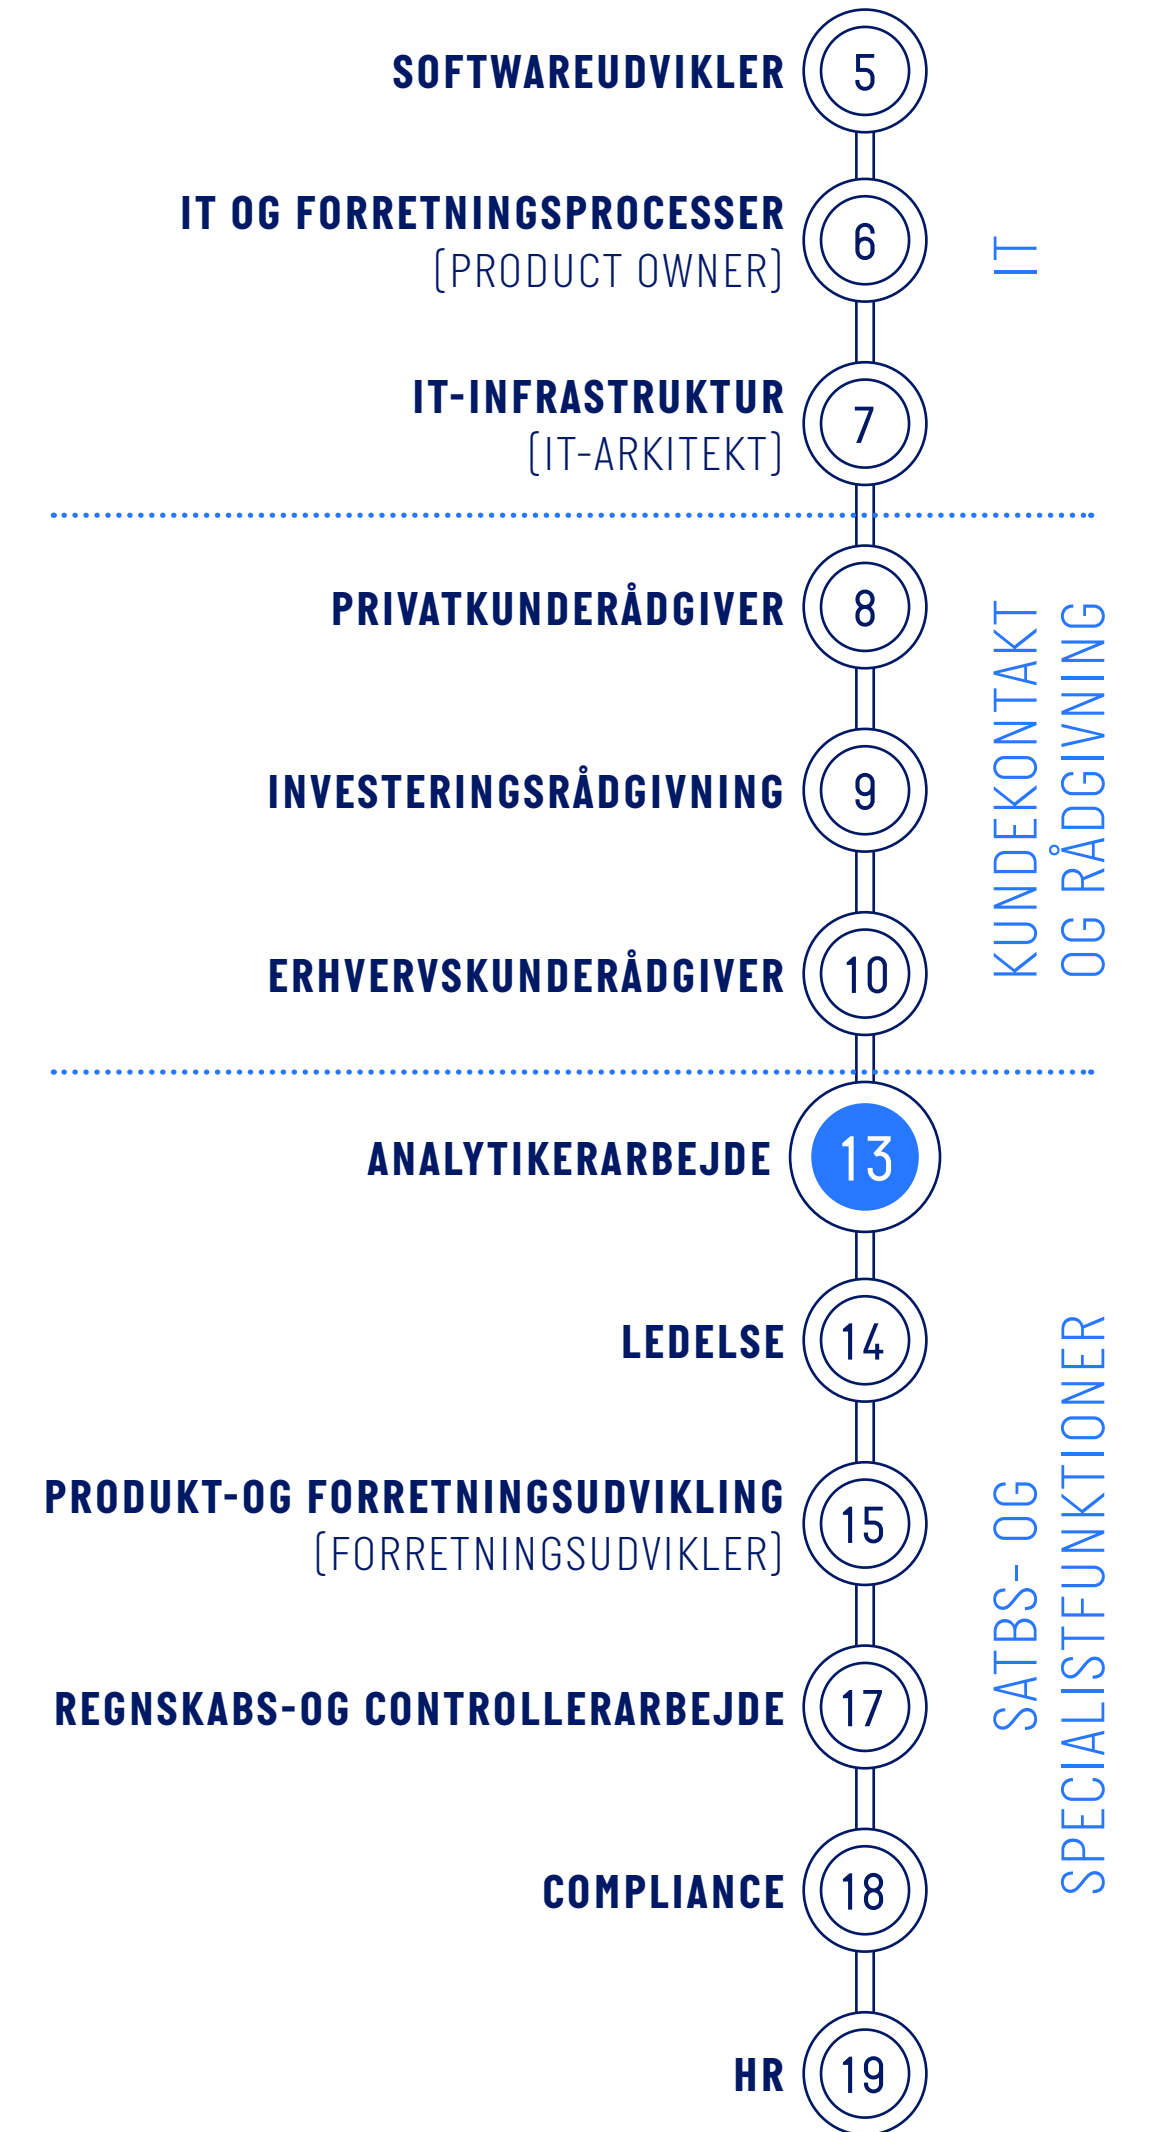 SOFTWAREUDVIKLER
5
IT OG FORRETNINGSPROCESSER
(PRODUCT OWNER)
6
IT-INFRASTRUKTUR
(IT-ARKITEKT)
7
IT
PRIVATKUNDERÅDGIVER
8
INVESTERINGSRÅDGIVNING
9
ERHVERVSKUNDERÅDGIVER
10
KUNDEKONTAKT
OG RÅDGIVNING
ANALYTIKERARBEJDE
13
LEDELSE
14
PRODUKT-OG FORRETNINGSUDVIKLING
(FORRETNINGSUDVIKLER)
15
REGNSKABS-OG CONTROLLERARBEJDE
17
COMPLIANCE
18
HR
19
SATBS- OG
SPECIALISTFUNKTIONER